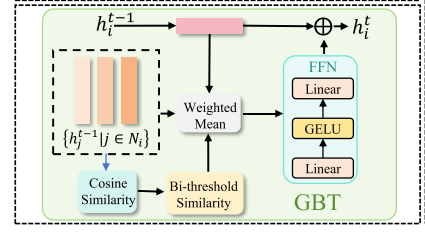 h_i^{t-1}
h_i^t
{h_j^{t-1}|j ∈ N_i}
Weighted
Mean
Cosine
Similarity
Bi-threshold
Similarity
FFN
Linear
GELU
Linear
GBT